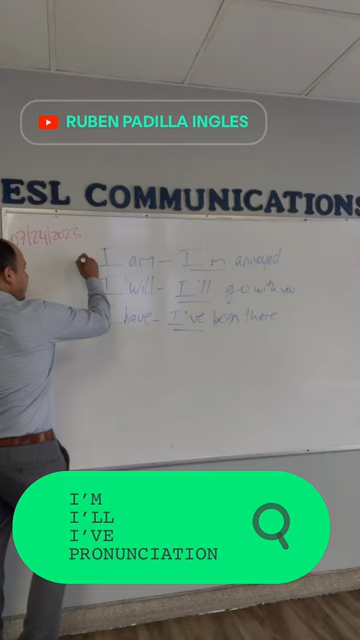 RUBEN PADILLA INGLES
ESL COMMUNICATIONS
07/24/2023
I am - I'm annoyed
I will - I'll go with you
have - I've been there
I'M
I'LL
I'VE
PRONUNCIATION